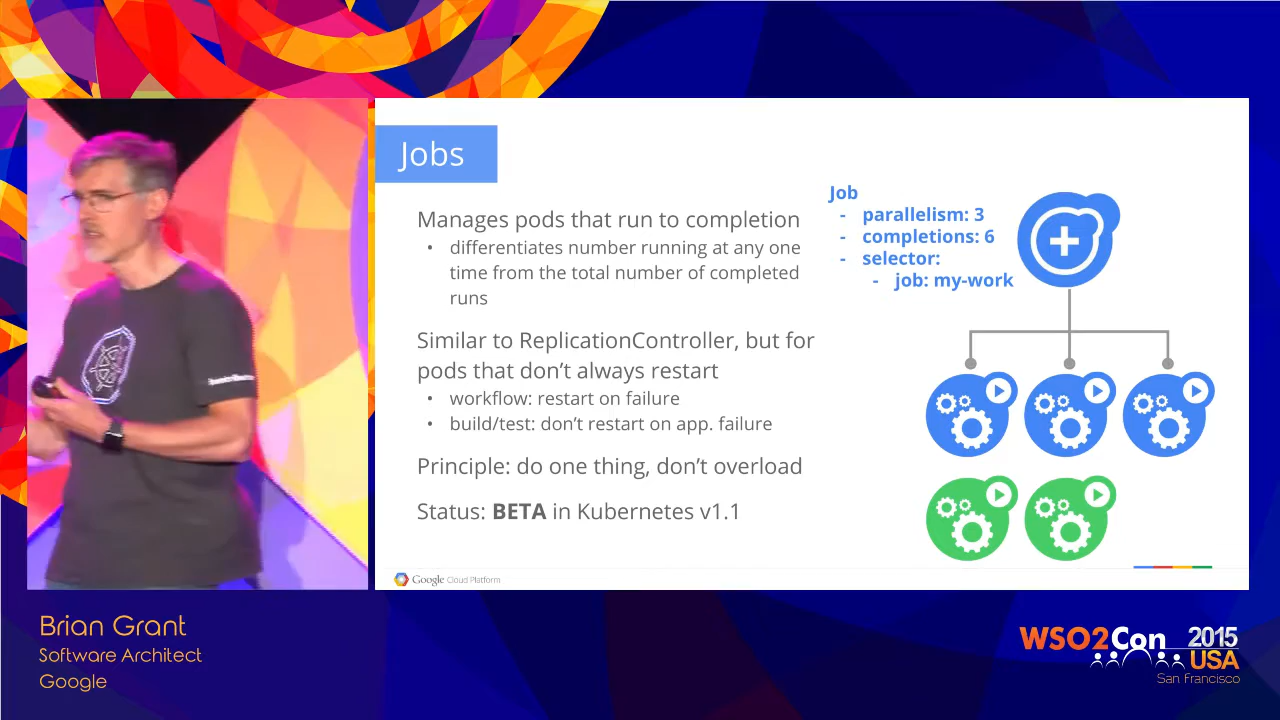 Jobs
Manages pods that run to completion
• differentiates number running at any one
time from the total number of completed
runs
Similar to ReplicationController, but for
pods that don't always restart
• workflow: restart on failure
• build/test: don't restart on app. failure
Principle: do one thing, don't overload
Status: BETA in Kubernetes v1.1
Job
- parallelism: 3
- completions: 6
- selector:
- job: my-work
Google Cloud Platform
Brian Grant
Software Architect
Google
WSO2Con 2015
USA
San Francisco